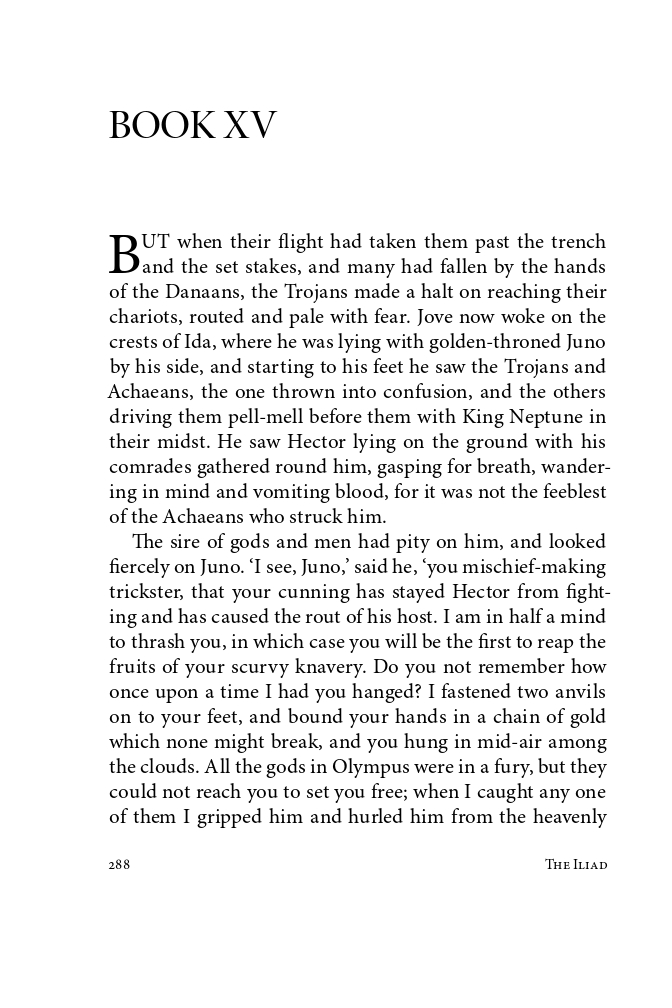 BOOK XV
BUT when their flight had taken them past the trench
and the set stakes, and many had fallen by the hands
of the Danaans, the Trojans made a halt on reaching their
chariots, routed and pale with fear. Jove now woke on the
crests of Ida, where he was lying with golden-throned Juno
by his side, and starting to his feet he saw the Trojans and
Achaeans, the one thrown into confusion, and the others
driving them pell-mell before them with King Neptune in
their midst. He saw Hector lying on the ground with his
comrades gathered round him, gasping for breath, wander-
ing in mind and vomiting blood, for it was not the feeblest
of the Achaeans who struck him.
The sire of gods and men had pity on him, and looked
fiercely on Juno. ‘I see, Juno,’ said he, ‘you mischief-making
trickster, that your cunning has stayed Hector from fight-
ing and has caused the rout of his host. I am in half a mind
to thrash you, in which case you will be the first to reap the
fruits of your scurvy knavery. Do you not remember how
once upon a time I had you hanged? I fastened two anvils
on to your feet, and bound your hands in a chain of gold
which none might break, and you hung in mid-air among
the clouds. All the gods in Olympus were in a fury, but they
could not reach you to set you free; when I caught any one
of them I gripped him and hurled him from the heavenly
288 The Iliad